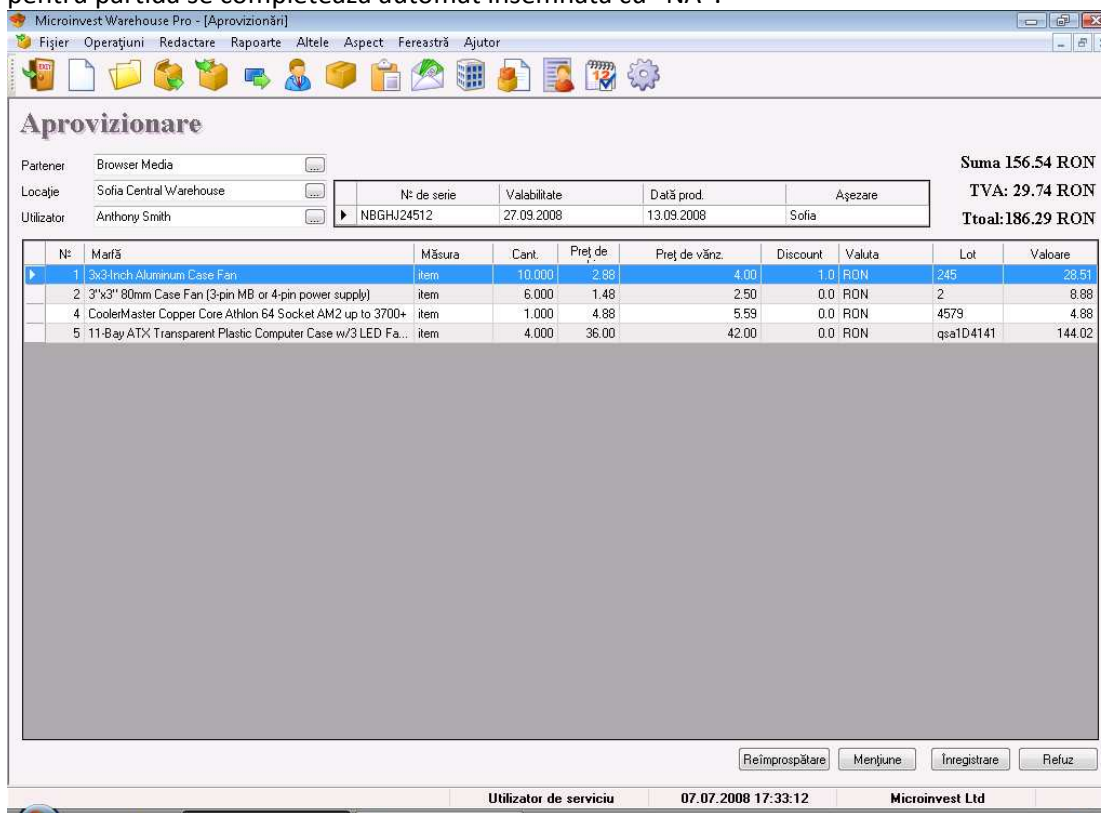 pentru partida se completeaza automat insemnata cu "NA".
Microinvest Warehouse Pro - [Aprovizionări]
Fişier Operaţiuni Redactare Rapoarte Altele Aspect Fereastră Ajutor
Aprovizionare
Partener Browser Media
Locaţie Sofia Central Warehouse
Utilizator Anthony Smith
Suma 156.54 RON
TVA: 29.74 RON
Ttoal:186.29 RON
Nº de serie Valabilitate Dată prod. Aşezare
NBGHJ24512 27.09.2008 13.09.2008 Sofia
Nº Marfă Măsura Cant. Preţ de Preţ de vănz. Discount Valuta Lot Valoare
1 3x3-Inch Aluminum Case Fan item 10.000 2.88 4.00 1.0 RON 245 28.51
2 3"x3" 80mm Case Fan (3-pin MB or 4-pin power supply) item 6.000 1.48 2.50 0.0 RON 2 8.88
4 CoolerMaster Copper Core Athlon 64 Socket AM2 up to 3700+ item 1.000 4.88 5.59 0.0 RON 4579 4.88
5 11-Bay ATX Transparent Plastic Computer Case w/3 LED Fa... item 4.000 36.00 42.00 0.0 RON qsa1D4141 144.02
Reîmprospătare Menţiune Înregistrare Refuz
Utilizator de serviciu 07.07.2008 17:33:12 Microinvest Ltd